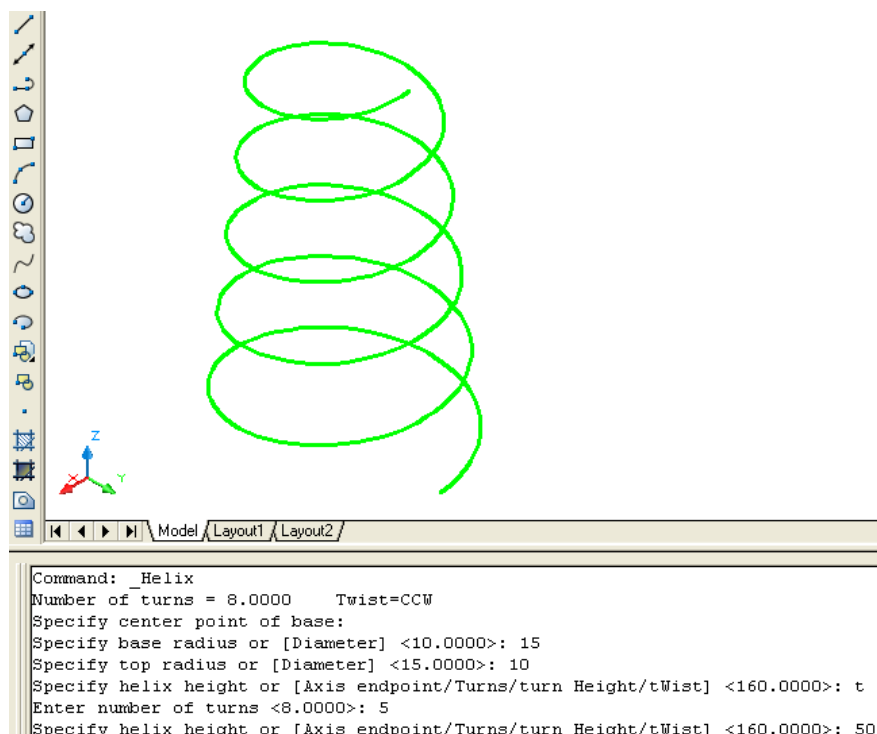 Z
X
Y
Model Layout1 Layout2
Command: _Helix
Number of turns = 8.0000    Twist=CCW
Specify center point of base:
Specify base radius or [Diameter] <10.0000>: 15
Specify top radius or [Diameter] <15.0000>: 10
Specify helix height or [Axis endpoint/Turns/turn Height/tWist] <160.0000>: t
Enter number of turns <8.0000>: 5
Specify helix height or [Axis endpoint/Turns/turn Height/tWist] <160.0000>: 50